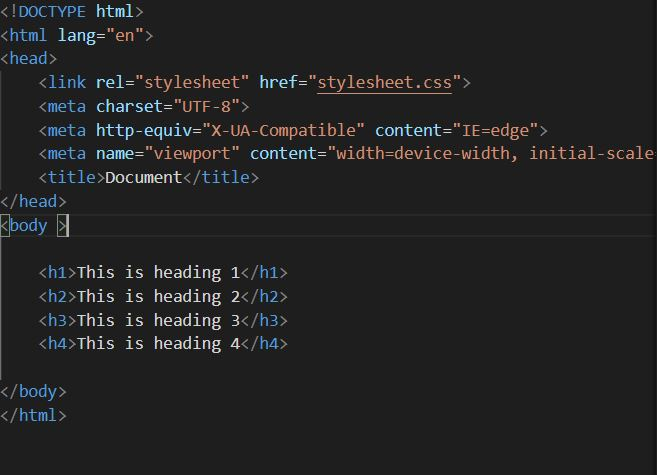 <!DOCTYPE html>
<html lang="en">
<head>
    <link rel="stylesheet" href="stylesheet.css">
    <meta charset="UTF-8">
    <meta http-equiv="X-UA-Compatible" content="IE=edge">
    <meta name="viewport" content="width=device-width, initial-scale
    <title>Document</title>
</head>
<body >
    <h1>This is heading 1</h1>
    <h2>This is heading 2</h2>
    <h3>This is heading 3</h3>
    <h4>This is heading 4</h4>
</body>
</html>